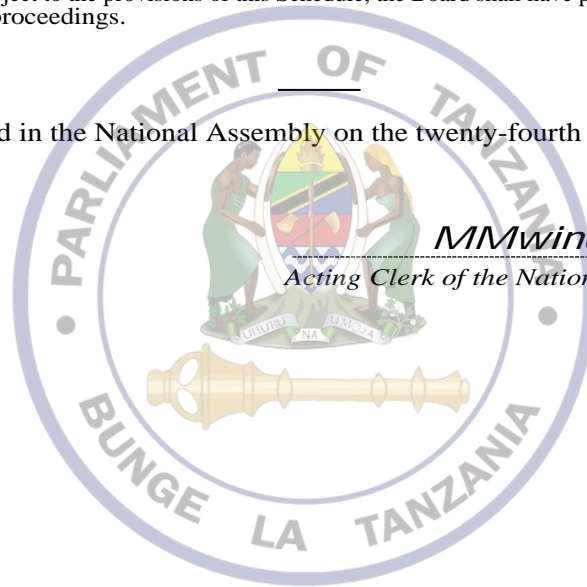 ject to the provisions of this Schedule, the Board shall have p
proceedings.
PARLIAMENT OF TANZANIA
d in the National Assembly on the twenty-fourth
MMwin
Acting Clerk of the Nation
UHURU NA UMOJA
BUNGE LA TANZANIA